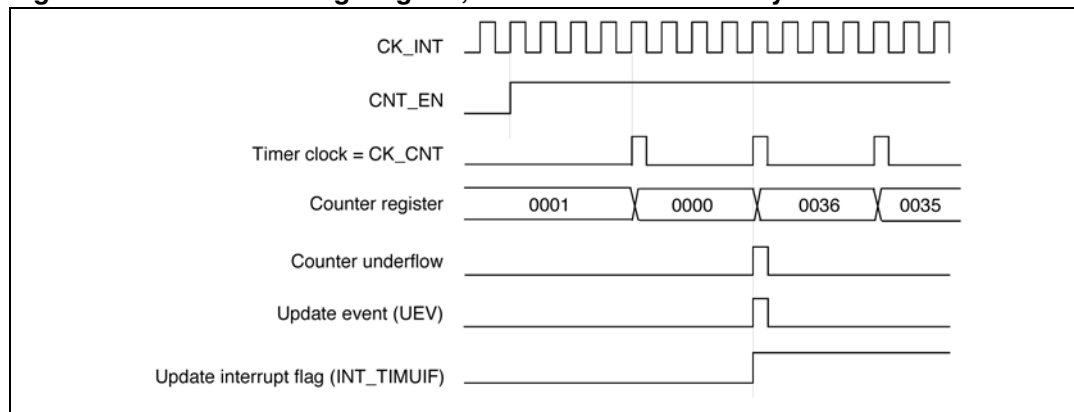 CK_INT
CNT_EN
Timer clock = CK_CNT
Counter register 0001 0000 0036 0035
Counter underflow
Update event (UEV)
Update interrupt flag (INT_TIMUIF)